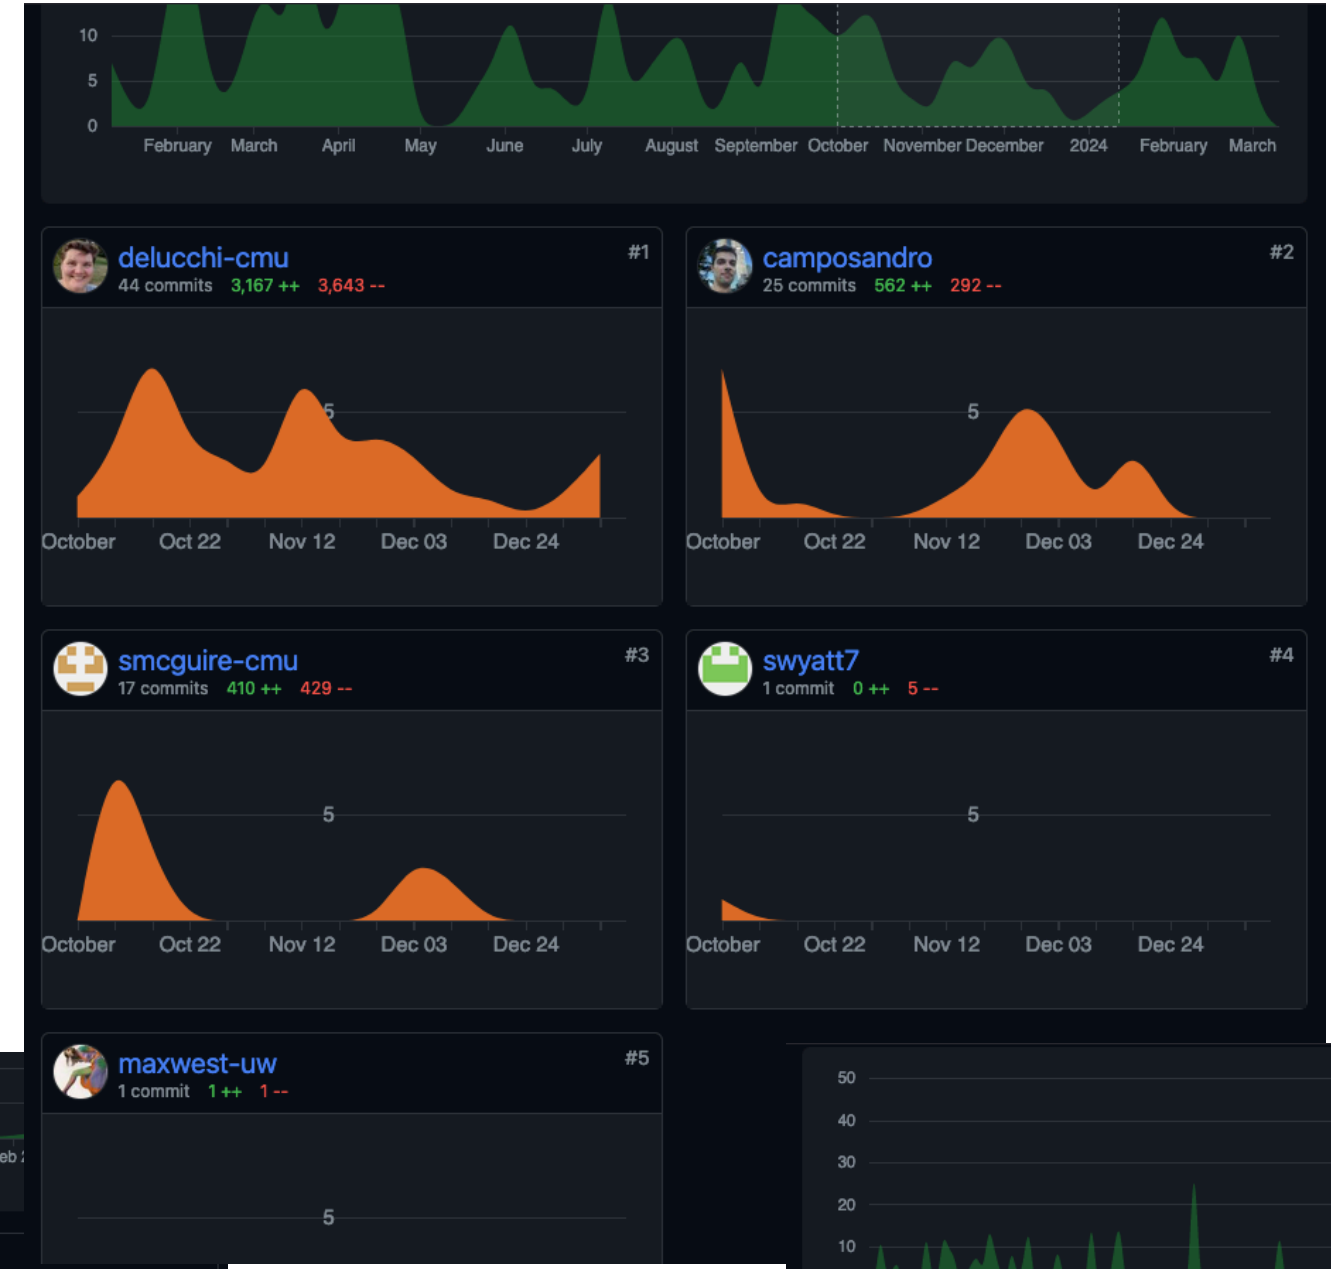 10
5
0
February March April May June July August September October November December 2024 February March
delucchi-cmu #1
44 commits 3,167 ++ 3,643 --
5
October Oct 22 Nov 12 Dec 03 Dec 24
camposandro #2
25 commits 562 ++ 292 --
5
October Oct 22 Nov 12 Dec 03 Dec 24
smcguire-cmu #3
17 commits 410 ++ 429 --
5
October Oct 22 Nov 12 Dec 03 Dec 24
swyatt7 #4
1 commit 0 ++ 5 --
5
October Oct 22 Nov 12 Dec 03 Dec 24
maxwest-uw #5
1 commit 1 ++ 1 --
5
50
40
30
20
10